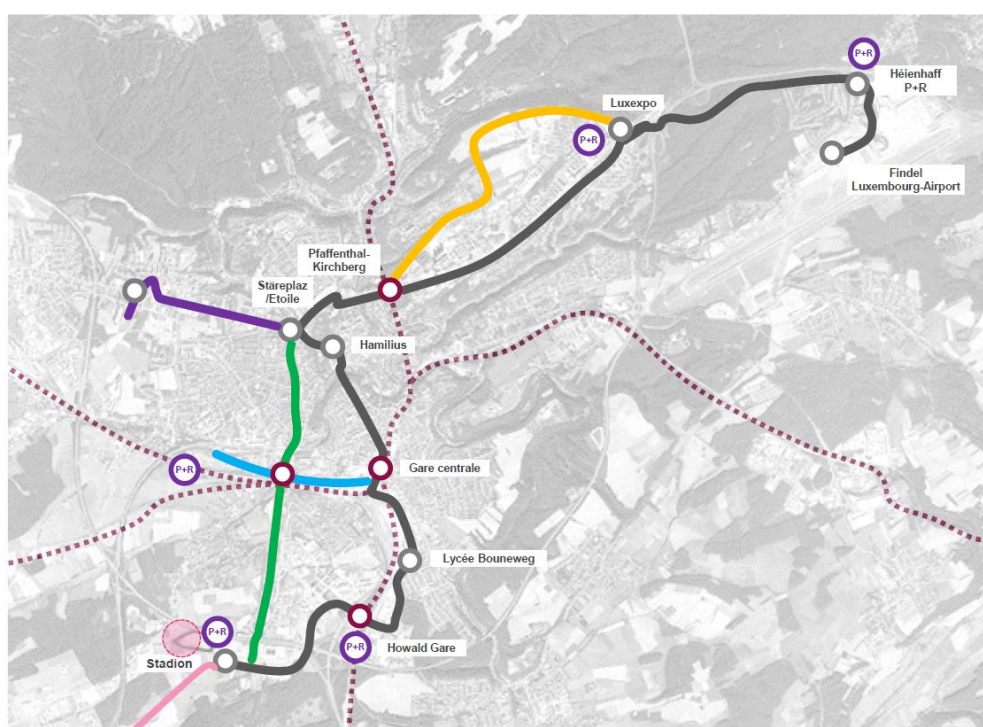 P+R
Héienhaff
P+R
Luxexpo
P+R
Findel
Luxembourg-Airport
Pfaffenthal-
Kirchberg
Stäreplaz
/Etoile
Hamilius
P+R
Gare centrale
Lycée Bouneweg
P+R
Stadion
P+R
Howald Gare